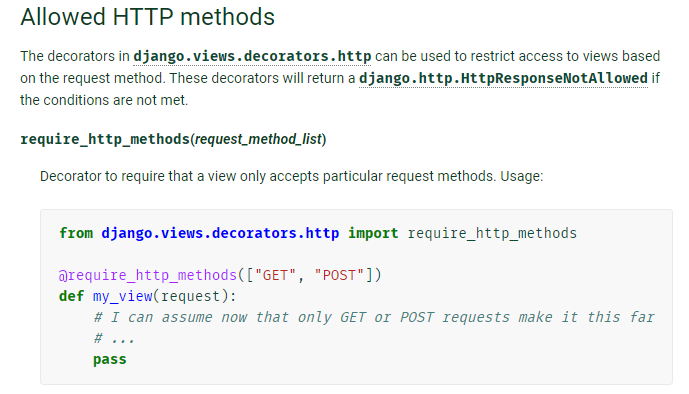 Allowed HTTP methods
The decorators in django.views.decorators.http can be used to restrict access to views based
on the request method. These decorators will return a django.http.HttpResponseNotAllowed if
the conditions are not met.
require_http_methods(request_method_list)
Decorator to require that a view only accepts particular request methods. Usage:
from django.views.decorators.http import require_http_methods
@require_http_methods(["GET", "POST"])
def my_view(request):
    # I can assume now that only GET or POST requests make it this far
    # ...
    pass